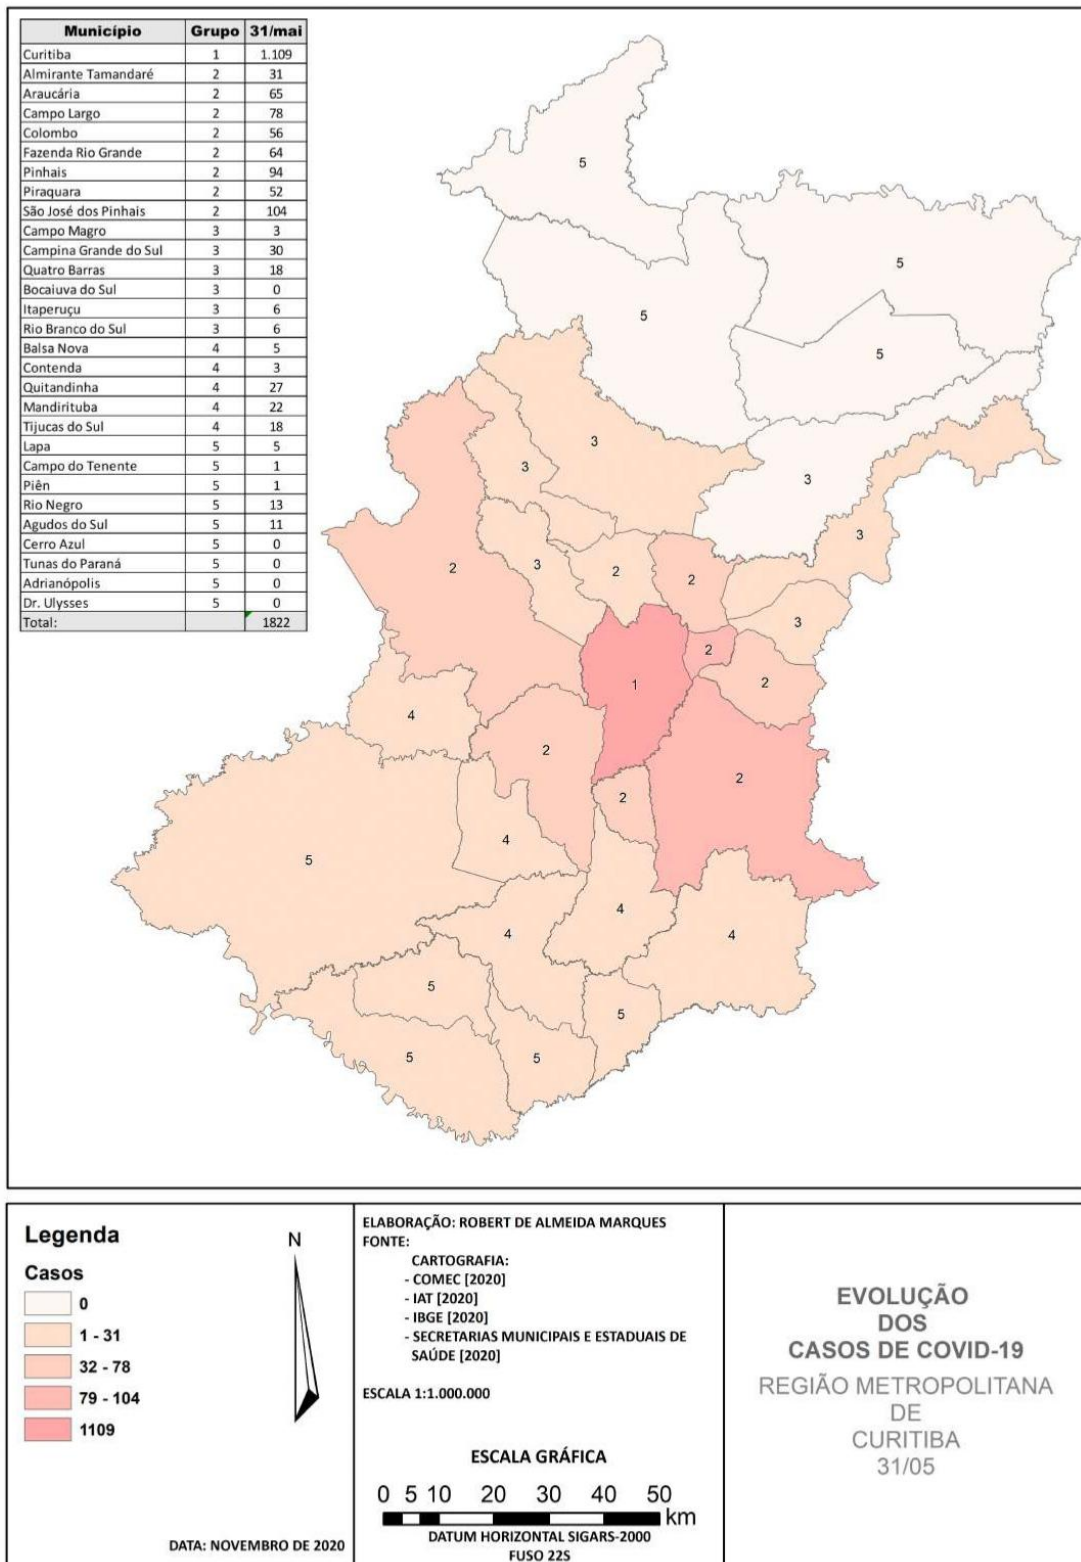 Município Grupo 31/mai
Curitiba 1 1.109
Almirante Tamandaré 2 31
Araucária 2 65
Campo Largo 2 78
Colombo 2 56
Fazenda Rio Grande 2 64
Pinhais 2 94
Piraquara 2 52
São José dos Pinhais 2 104
Campo Magro 3 3
Campina Grande do Sul 3 30
Quatro Barras 3 18
Bocaiuva do Sul 3 0
Itaperuçu 3 6
Rio Branco do Sul 3 6
Balsa Nova 4 5
Contenda 4 3
Quitandinha 4 27
Mandirituba 4 22
Tijucas do Sul 4 18
Lapa 5 5
Campo do Tenente 5 1
Piên 5 1
Rio Negro 5 13
Agudos do Sul 5 11
Cerro Azul 5 0
Tunas do Paraná 5 0
Adrianópolis 5 0
Dr. Ulysses 5 0
Total: 1822
5
5
5
5
3
3
3
3
2
3
2
2
3
2
2
1
4
2
2
2
4
5
4
4
4
5
5
5
5
Legenda
Casos
0
1 - 31
32 - 78
79 - 104
1109
N
DATA: NOVEMBRO DE 2020
ELABORAÇÃO: ROBERT DE ALMEIDA MARQUES
FONTE:
CARTOGRAFIA:
- COMEC [2020]
- IAT [2020]
- IBGE [2020]
- SECRETARIAS MUNICIPAIS E ESTADUAIS DE
SAÚDE [2020]
ESCALA 1:1.000.000
ESCALA GRÁFICA
0 5 10 20 30 40 50
km
DATUM HORIZONTAL SIGARS-2000
FUSO 22S
EVOLUÇÃO
DOS
CASOS DE COVID-19
REGIÃO METROPOLITANA
DE
CURITIBA
31/05